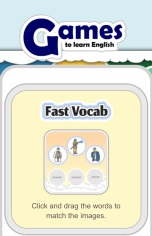 Games
to learn English
Fast Vocab
Click and drag the words to
match the images.